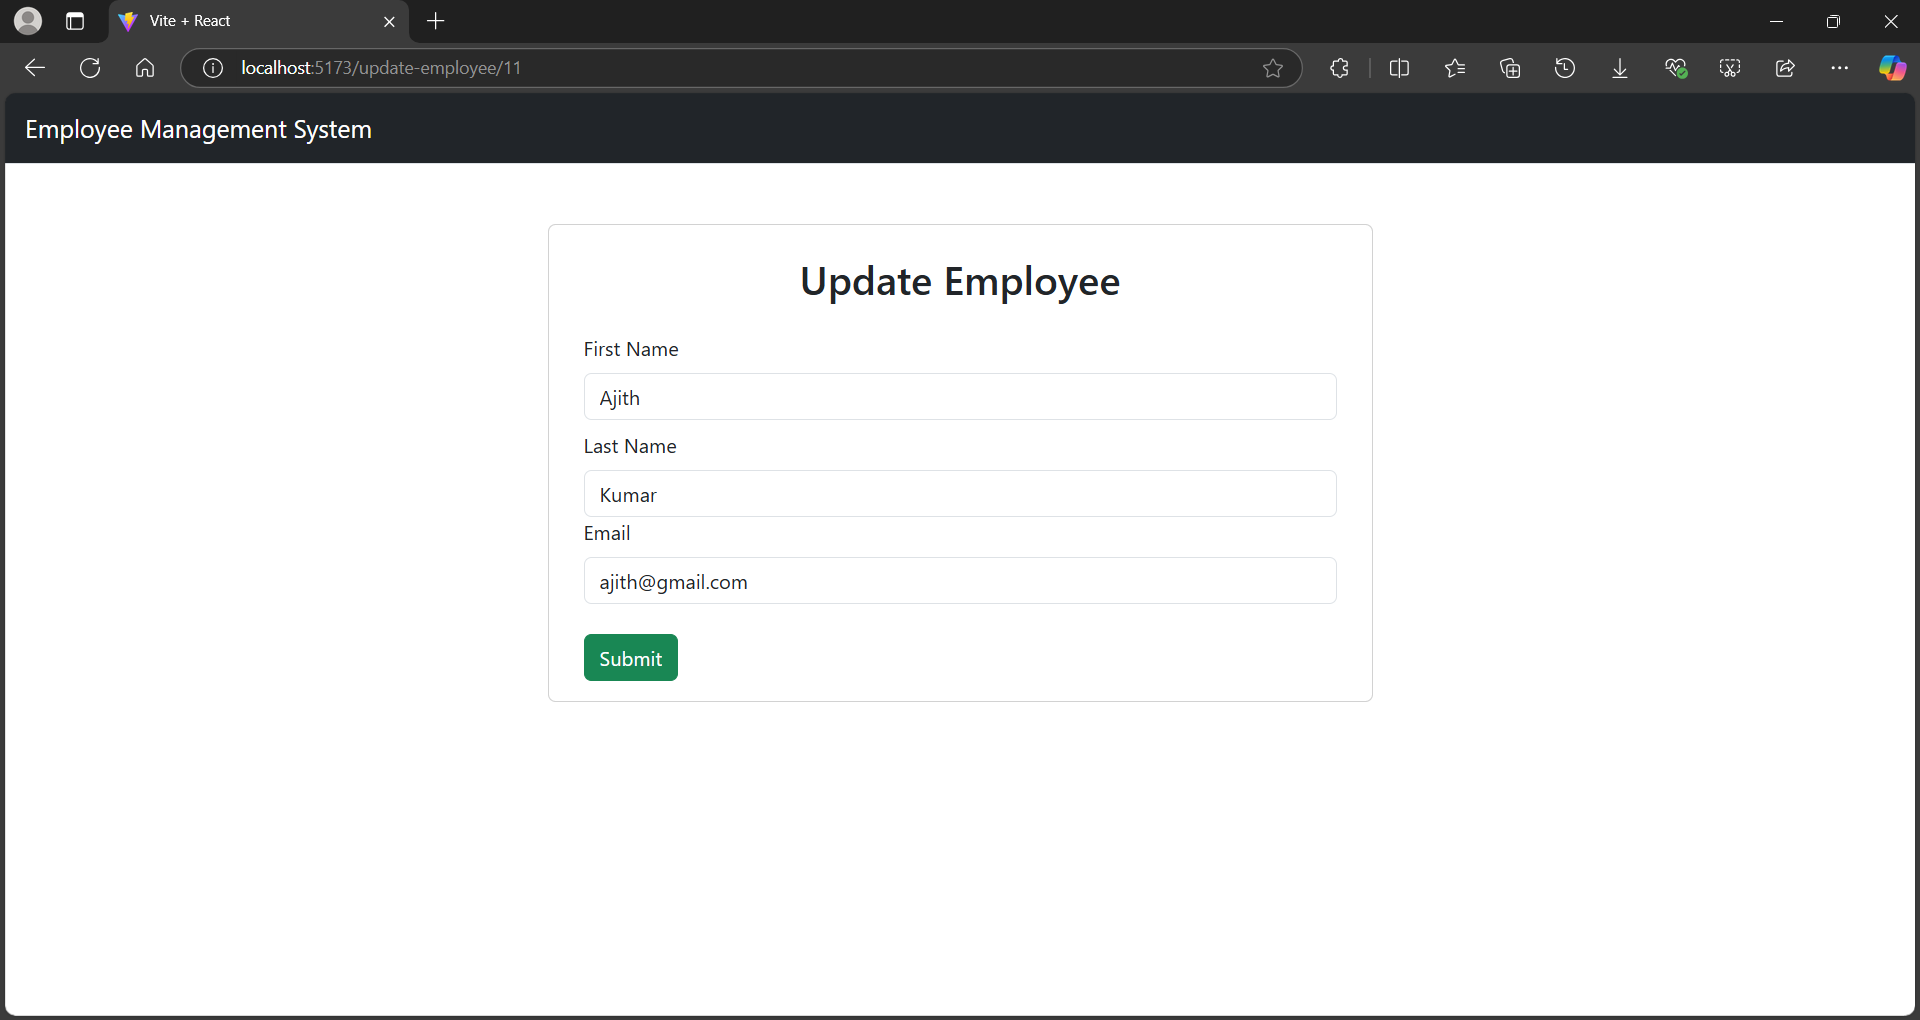 Vite + React
localhost:5173/update-employee/11
Employee Management System
Update Employee
First Name
Ajith
Last Name
Kumar
Email
ajith@gmail.com
Submit